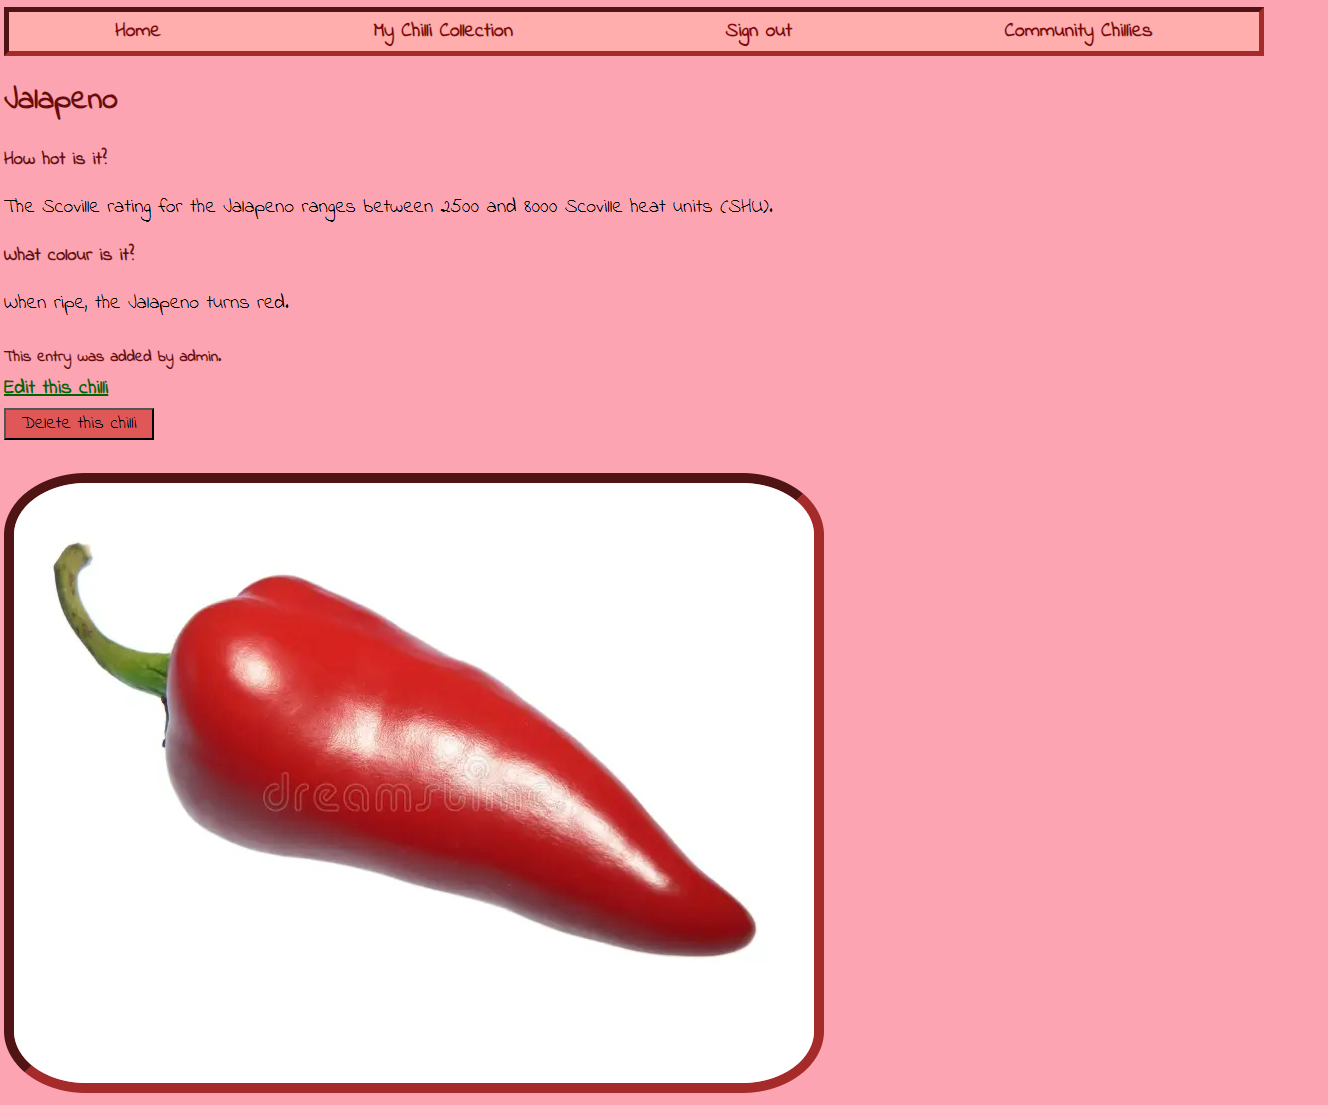 Home My Chilli Collection Sign out Community Chillies
Jalapeno
How hot is it?
The Scoville rating for the Jalapeno ranges between 2500 and 8000 Scoville heat units (SHU).
What colour is it?
When ripe, the Jalapeno turns red.
This entry was added by admin.
Edit this chilli
Delete this chilli
dreamstime